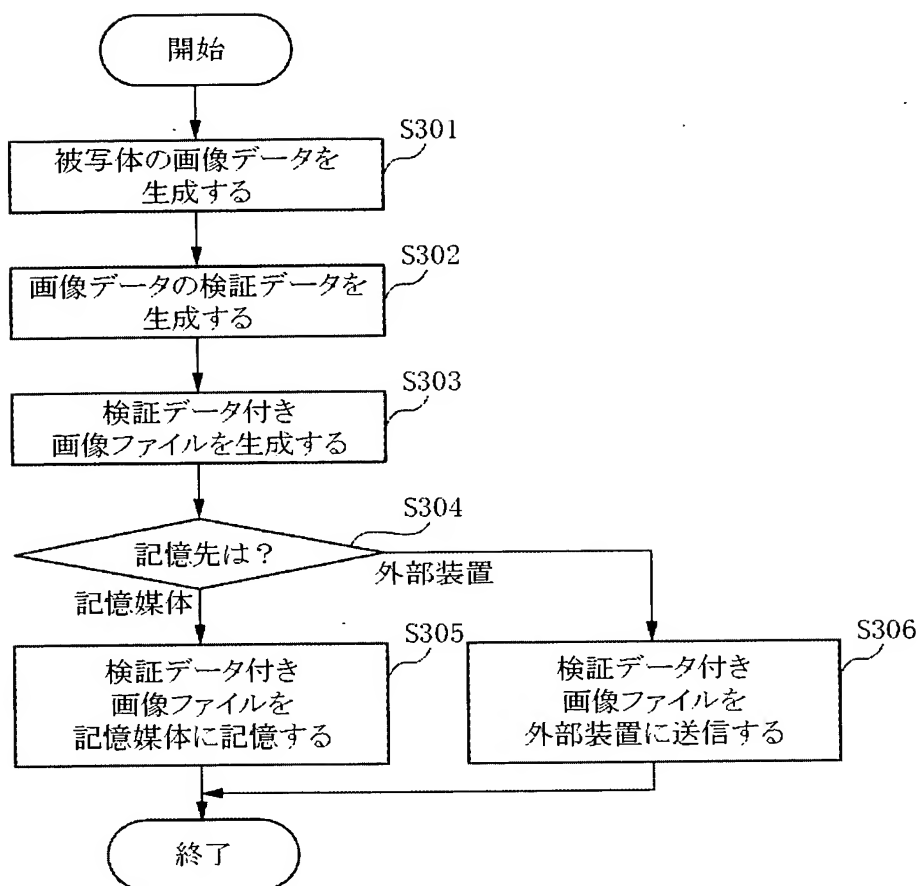 開始
S301
被写体の画像データを
生成する
S302
画像データの検証データを
生成する
S303
検証データ付き
画像ファイルを生成する
S304
記憶先は？
外部装置
記憶媒体
S305
検証データ付き
画像ファイルを
記憶媒体に記憶する
S306
検証データ付き
画像ファイルを
外部装置に送信する
終了